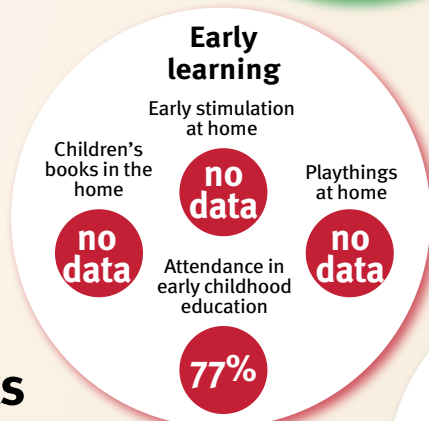 Early
learning
Early stimulation
at home
no
data
Children's
books in the
home
no
data
Playthings
at home
no
data
Attendance in
early childhood
education
77%